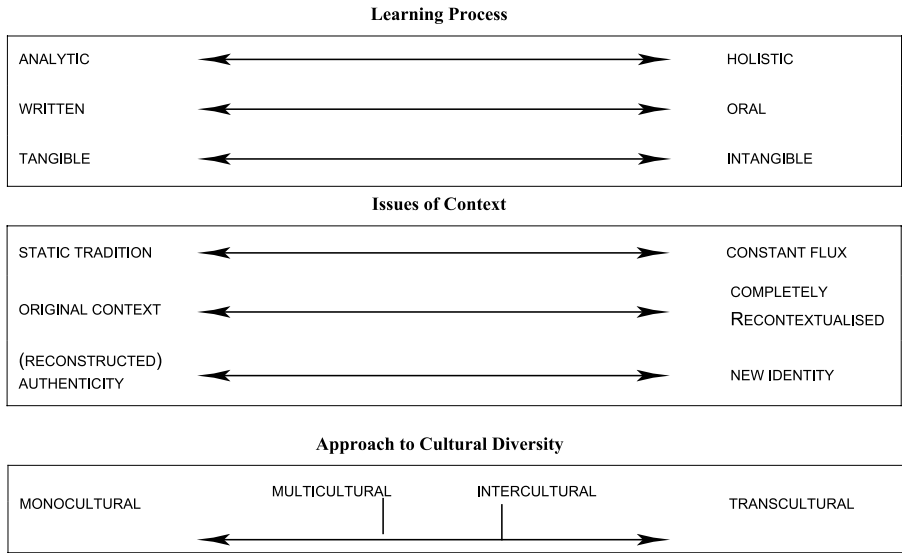 Learning Process
ANALYTIC HOLISTIC
WRITTEN ORAL
TANGIBLE INTANGIBLE
Issues of Context
STATIC TRADITION CONSTANT FLUX
ORIGINAL CONTEXT COMPLETELY
RECONTEXTUALISED
(RECONSTRUCTED)
AUTHENTICITY NEW IDENTITY
Approach to Cultural Diversity
MONOCULTURAL MULTICULTURAL INTERCULTURAL TRANSCULTURAL